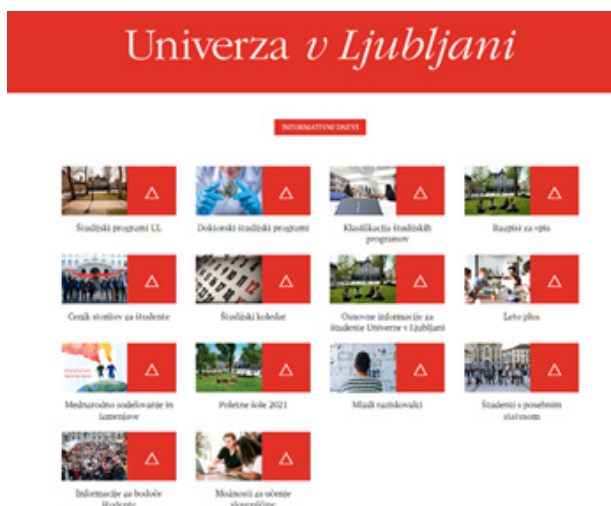 Univerza v Ljubljani
INFORMATIVNI DNEVI
Študijski programi UL
Doktorski študijski programi
Klasifikacija študijskih
programov
Razpisi za vpis
Cenik storitev za študente
Študijski koledar
Osnovne informacije za
študente Univerze v Ljubljani
Leto plus
Mednarodno sodelovanje in
izmenjave
Poletne šole 2021
Mladi raziskovalci
Študenti s posebnim
statusom
Informacije za bodoče
študente
Možnosti za učenje
slovenščine